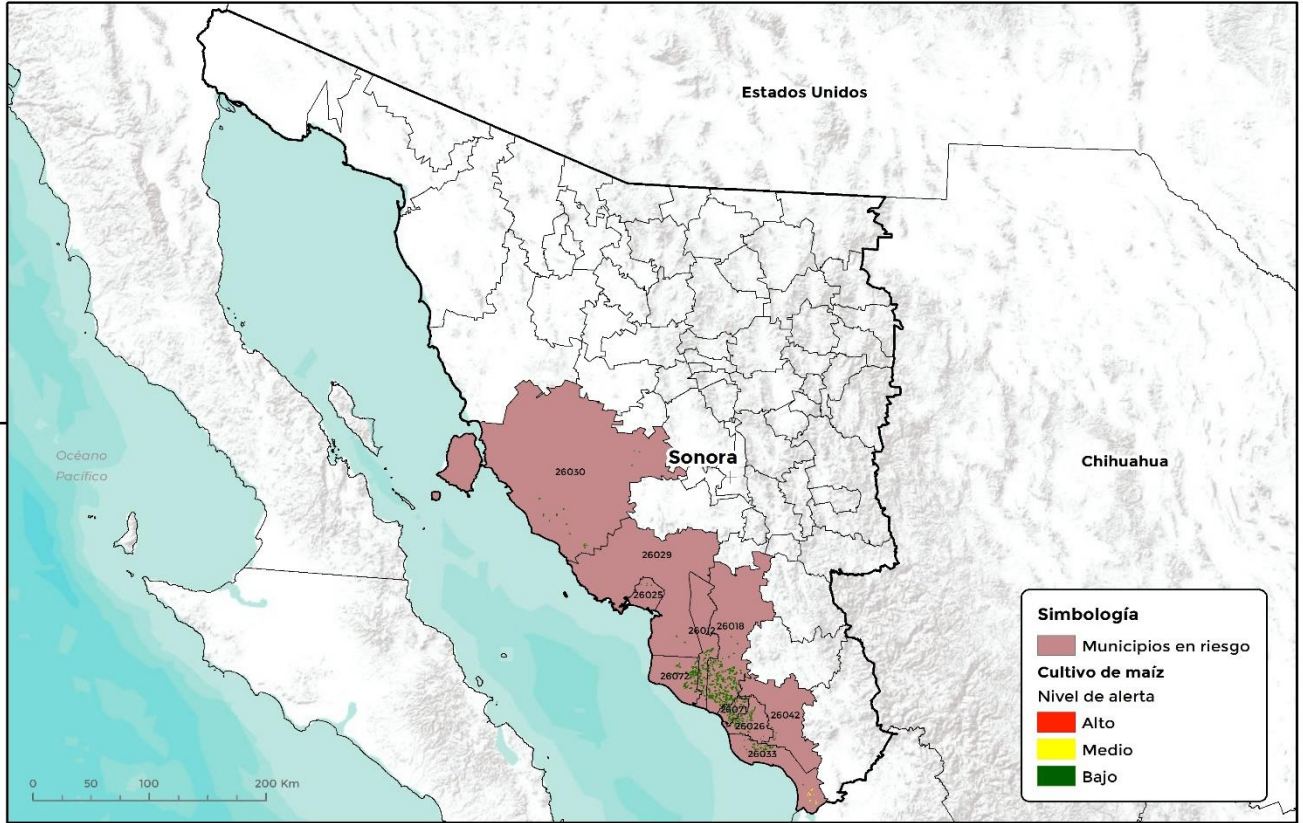 Estados Unidos
Océano
Pacífico
Sonora
Chihuahua
26030
26029
26025
26012
26018
26072
26071
26026
26042
26033
Simbología
Municipios en riesgo
Cultivo de maíz
Nivel de alerta
Alto
Medio
Bajo
0 50 100 200 Km